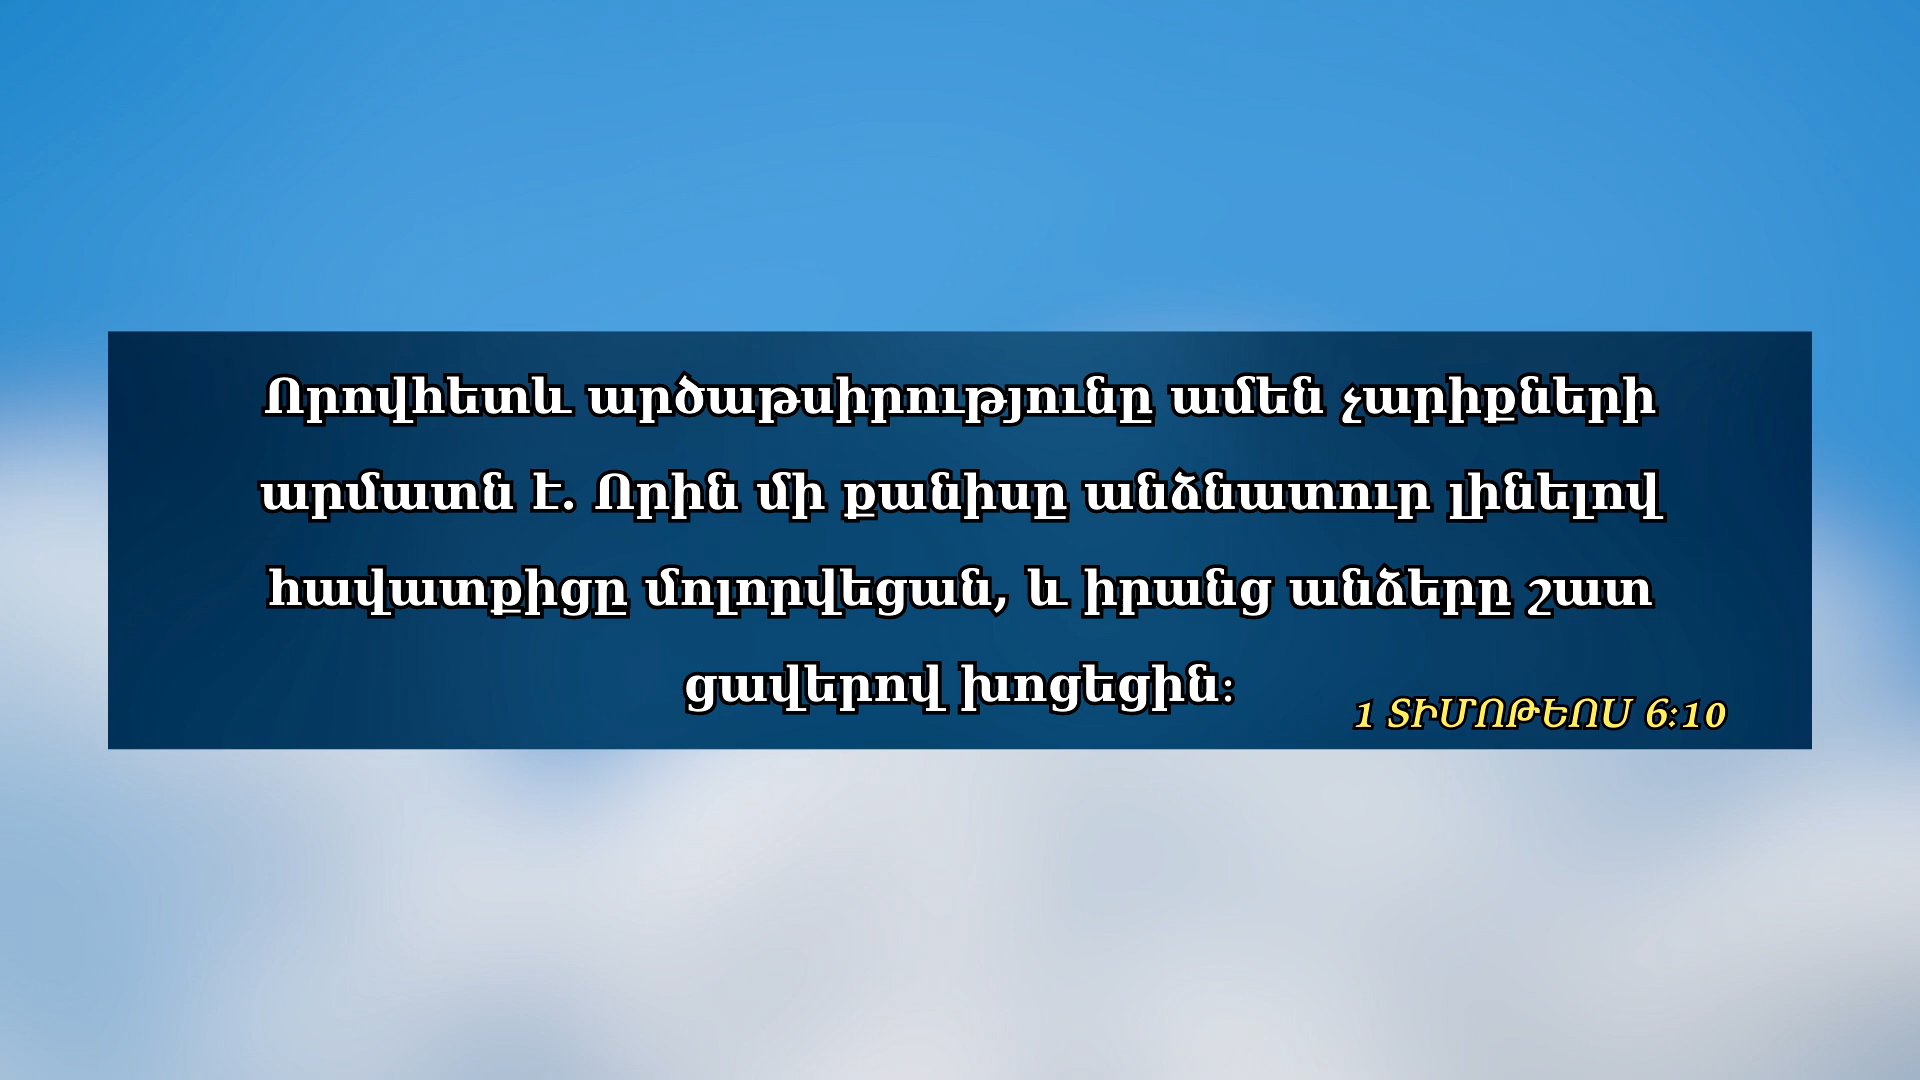 Որովհետև արծաթսիրությունը ամեն չարիքների
արմատն է. Որին մի քանիսը անձնատուր լինելով
հավատքիցը մոլորվեցան, և իրանց անձերը շատ
ցավերով խոցեցին։
1 ՏԻՄՈԹԵՈՍ 6:10